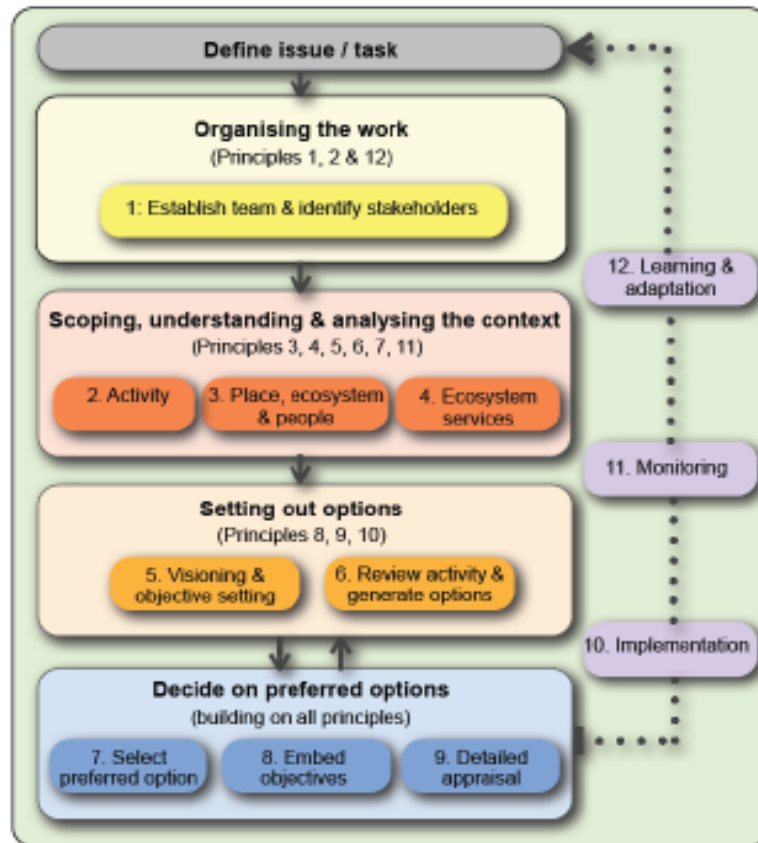 Define issue / task
Organising the work
(Principles 1, 2 & 12)
1: Establish team & identify stakeholders
Scoping, understanding & analysing the context
(Principles 3, 4, 5, 6, 7, 11)
2. Activity
3. Place, ecosystem
& people
4. Ecosystem
services
Setting out options
(Principles 8, 9, 10)
5. Visioning &
objective setting
6. Review activity &
generate options
Decide on preferred options
(building on all principles)
7. Select
preferred option
8. Embed
objectives
9. Detailed
appraisal
10. Implementation
11. Monitoring
12. Learning &
adaptation